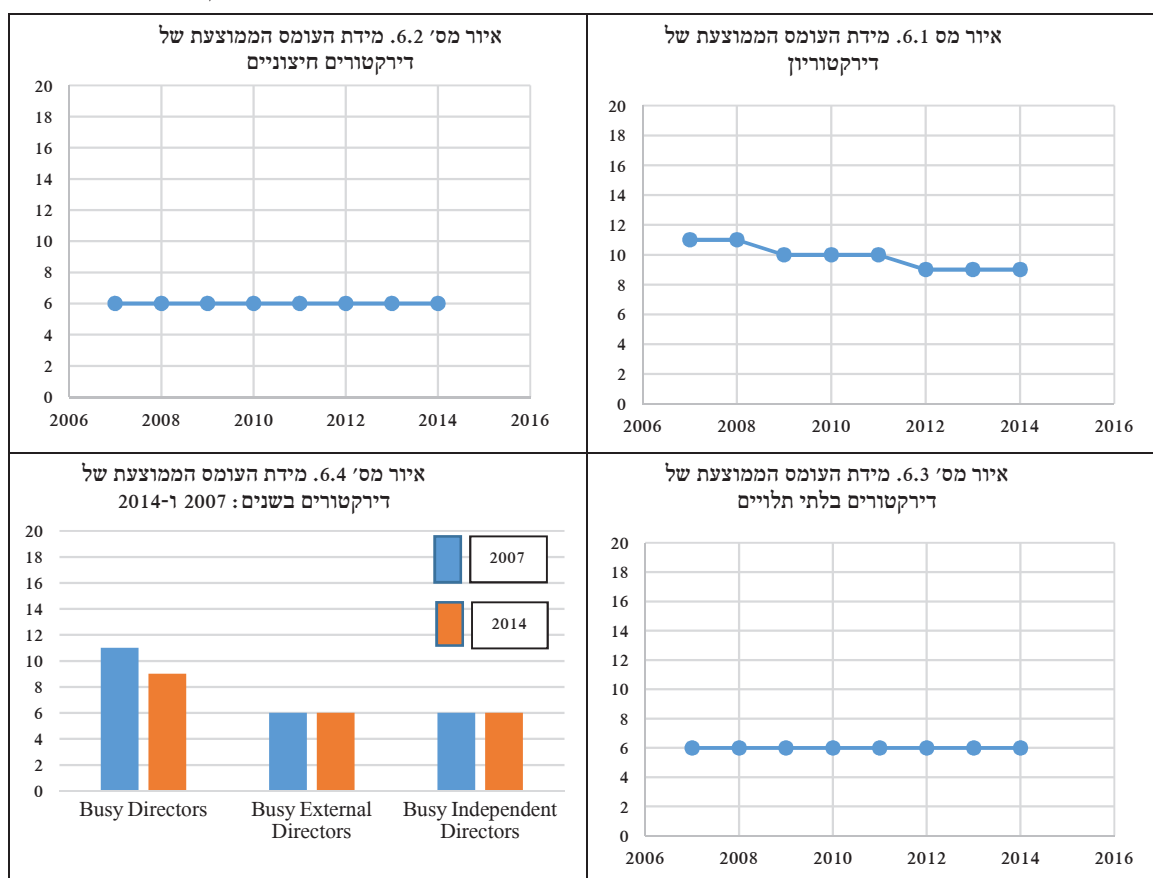 איור מס 6.1. מידת העומס הממוצעת של
דירקטוריון
20
18
16
14
12
10
8
6
4
2
0
2006 2008 2010 2012 2014 2016
איור מס׳ 6.2. מידת העומס הממוצעת של
דירקטורים חיצוניים
20
18
16
14
12
10
8
6
4
2
0
2006 2008 2010 2012 2014 2016
איור מס׳ 6.3. מידת העומס הממוצעת של
דירקטורים בלתי תלויים
20
18
16
14
12
10
8
6
4
2
0
2006 2008 2010 2012 2014 2016
איור מס׳ 6.4. מידת העומס הממוצעת של
דירקטורים בשנים: 2007 ו-2014
20
18
16
14
12
10
8
6
4
2
0
2007
2014
Busy Directors
Busy External
Directors
Busy Independent
Directors